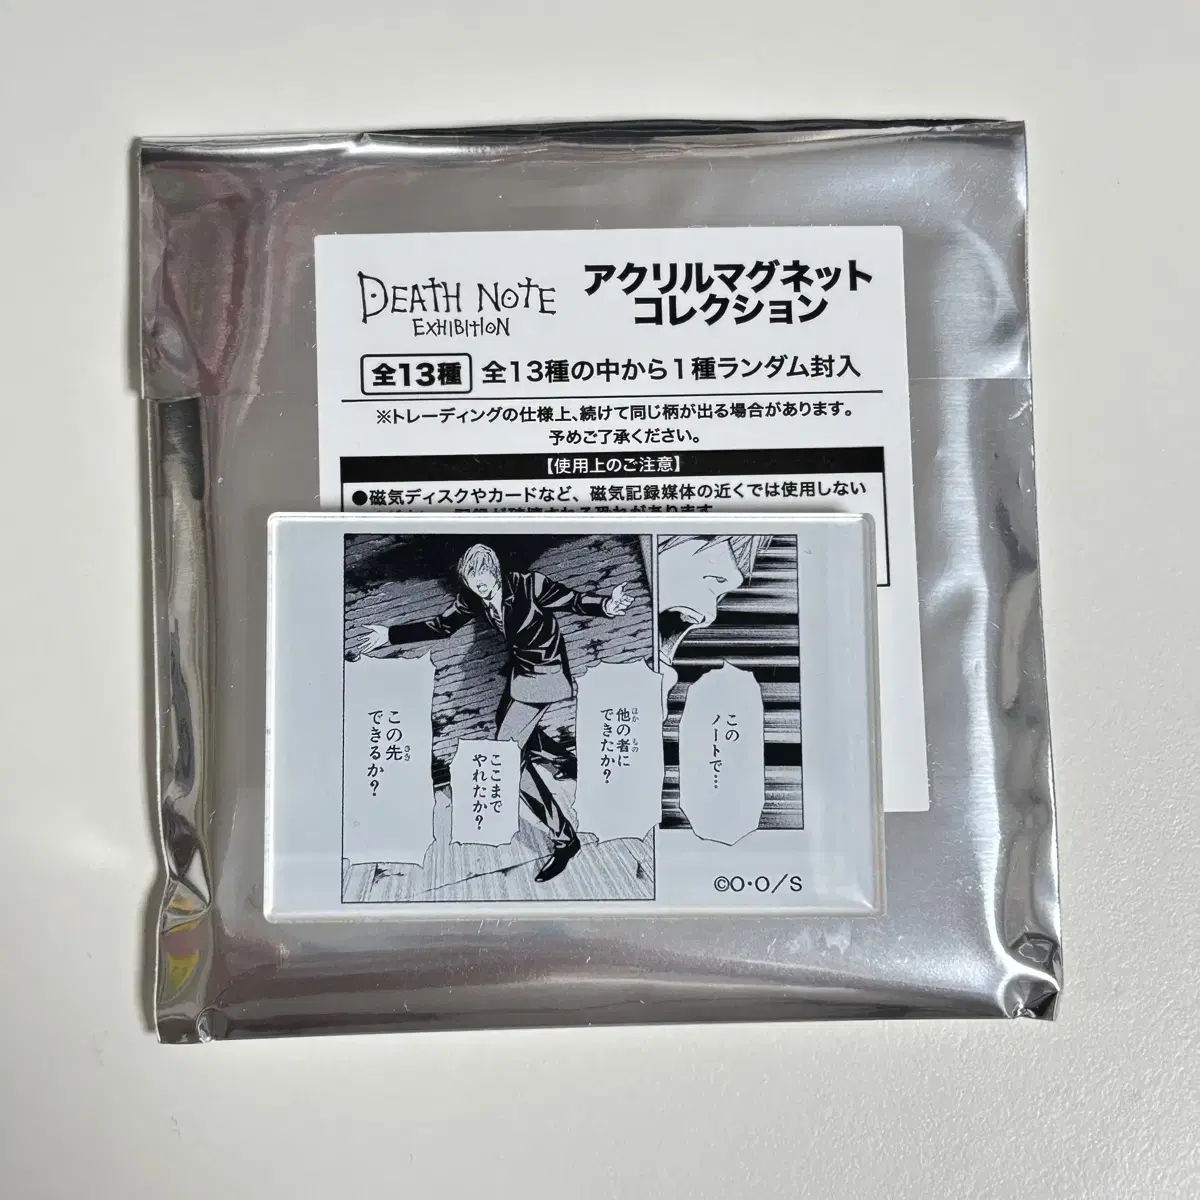 DEATH NOTE
EXHIBITION
アクリルマグネット
コレクション
全13種
全13種の中から1種ランダム封入
※トレーディングの仕様上、続けて同じ柄が出る場合があります。
予めご了承ください。
【使用上のご注意】
●磁気ディスクやカードなど、磁気記録媒体の近くでは使用しない
この
ノートで…
他の者に
できたか?
ここまで
やれたか?
この先
できるか?
©O・O/S